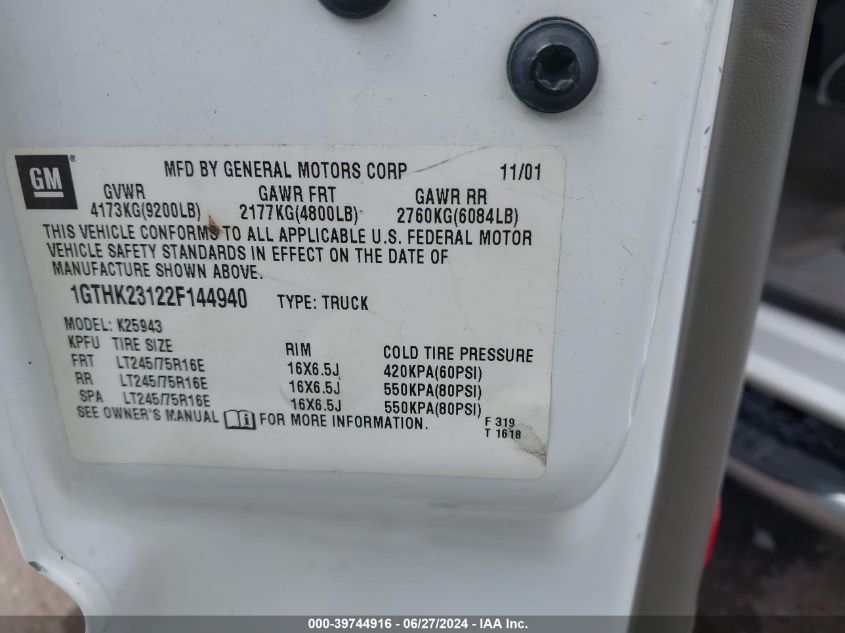 GM®
MFD BY GENERAL MOTORS CORP 11/01
GVWR GAWR FRT GAWR RR
4173KG(9200LB) 2177KG(4800LB) 2760KG(6084LB)
THIS VEHICLE CONFORMS TO ALL APPLICABLE U.S. FEDERAL MOTOR
VEHICLE SAFETY STANDARDS IN EFFECT ON THE DATE OF
MANUFACTURE SHOWN ABOVE.
1GTHK23122F144940 TYPE: TRUCK
MODEL: K25943
KPFU TIRE SIZE RIM COLD TIRE PRESSURE
FRT LT245/75R16E 16X6.5J 420KPA(60PSI)
RR LT245/75R16E 16X6.5J 550KPA(80PSI)
SPA LT245/75R16E 16X6.5J 550KPA(80PSI)
SEE OWNER'S MANUAL FOR MORE INFORMATION.
F 319
T 1618
000-39744916 - 06/27/2024 - IAA Inc.